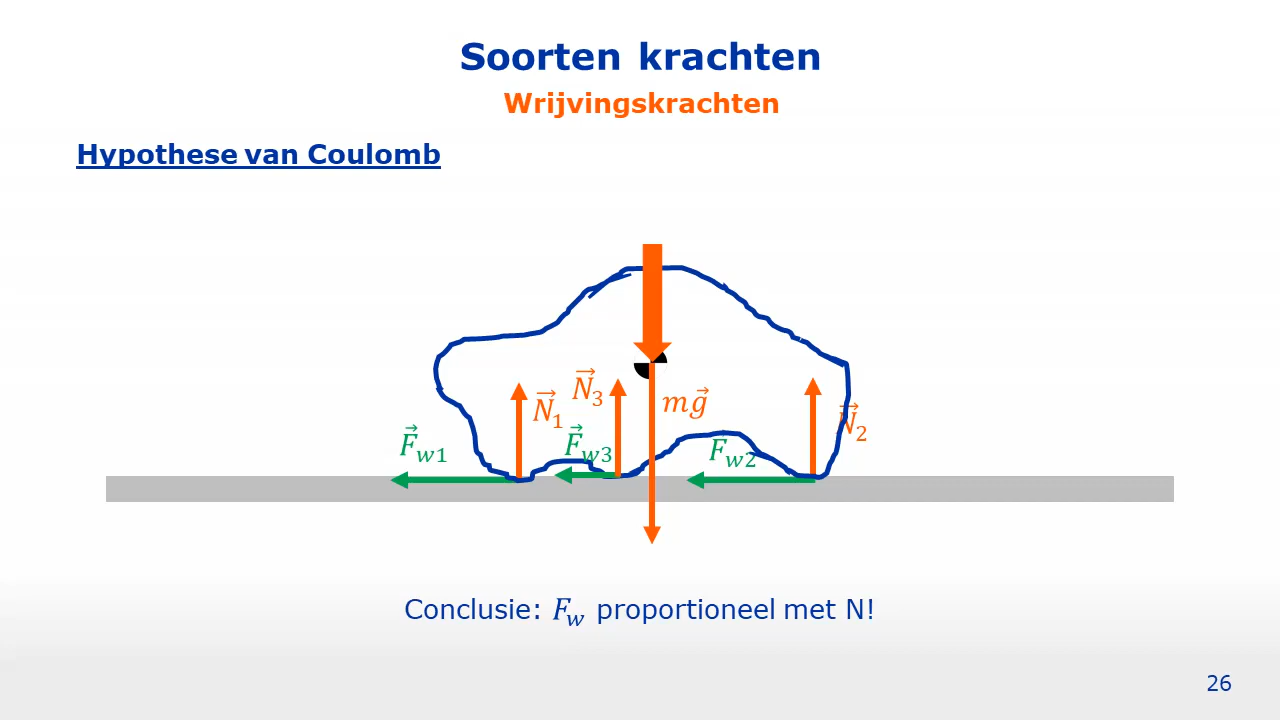 Soorten krachten
Wrijvingskrachten
Hypothese van Coulomb
N⃗₃
N⃗₁
mg⃗
N⃗₂
F⃗w1
F⃗w3
Fw2
Conclusie: Fw proportioneel met N!
26